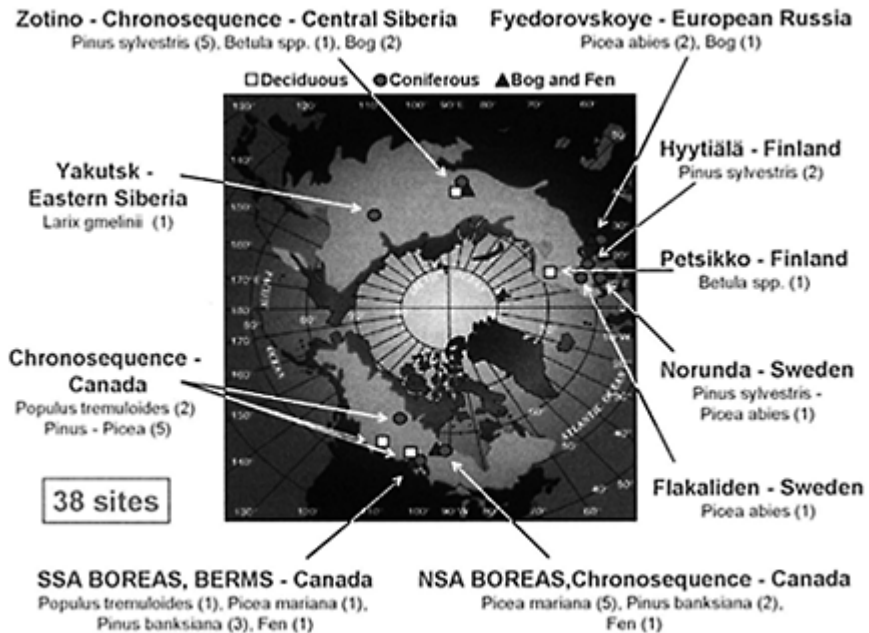 Zotino - Chronosequence - Central Siberia
Pinus sylvestris (5), Betula spp. (1), Bog (2)
Fyedorovskoye - European Russia
Picea abies (2), Bog (1)
Deciduous Coniferous Bog and Fen
Yakutsk -
Eastern Siberia
Larix gmelinii (1)
Hyytiälä - Finland
Pinus sylvestris (2)
Petsikko - Finland
Betula spp. (1)
Chronosequence -
Canada
Populus tremuloides (2)
Pinus - Picea (5)
Norunda - Sweden
Pinus sylvestris -
Picea abies (1)
ATLANTIC OCEAN
38 sites
Flakaliden - Sweden
Picea abies (1)
SSA BOREAS, BERMS - Canada
Populus tremuloides (1), Picea mariana (1),
Pinus banksiana (3), Fen (1)
NSA BOREAS,Chronosequence - Canada
Picea mariana (5), Pinus banksiana (2),
Fen (1)